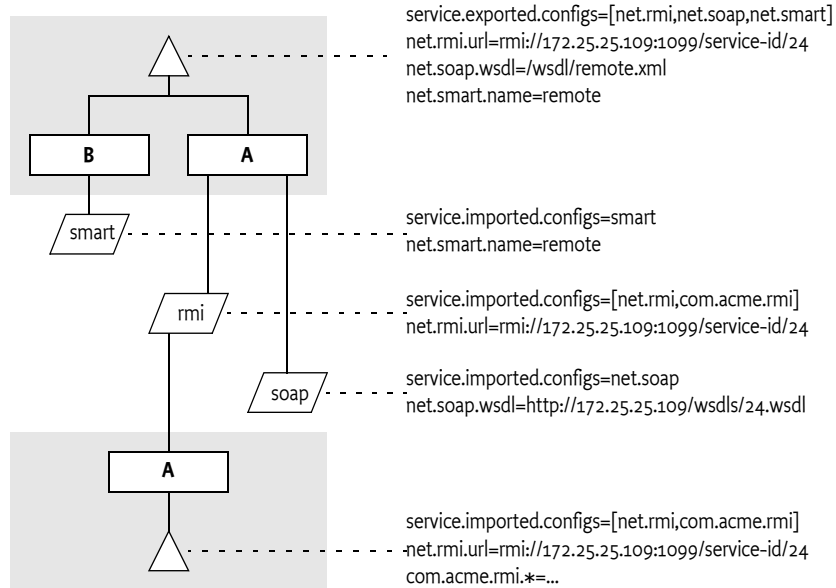 service.exported.configs=[net.rmi,net.soap,net.smart]
net.rmi.url=rmi://172.25.25.109:1099/service-id/24
net.soap.wsdl=/wsdl/remote.xml
net.smart.name=remote
B
A
smart
service.imported.configs=smart
net.smart.name=remote
rmi
service.imported.configs=[net.rmi,com.acme.rmi]
net.rmi.url=rmi://172.25.25.109:1099/service-id/24
soap
service.imported.configs=net.soap
net.soap.wsdl=http://172.25.25.109/wsdls/24.wsdl
A
service.imported.configs=[net.rmi,com.acme.rmi]
net.rmi.url=rmi://172.25.25.109:1099/service-id/24
com.acme.rmi.*=...